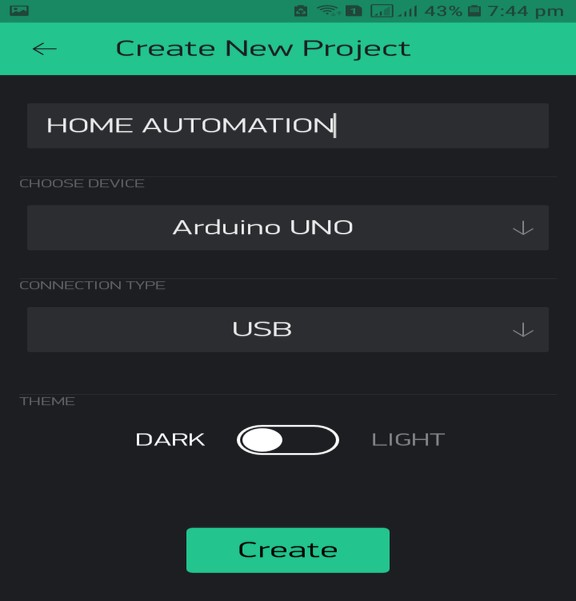 1 43% 7:44 pm
Create New Project
HOME AUTOMATION
CHOOSE DEVICE
Arduino UNO
CONNECTION TYPE
USB
THEME
DARK LIGHT
Create